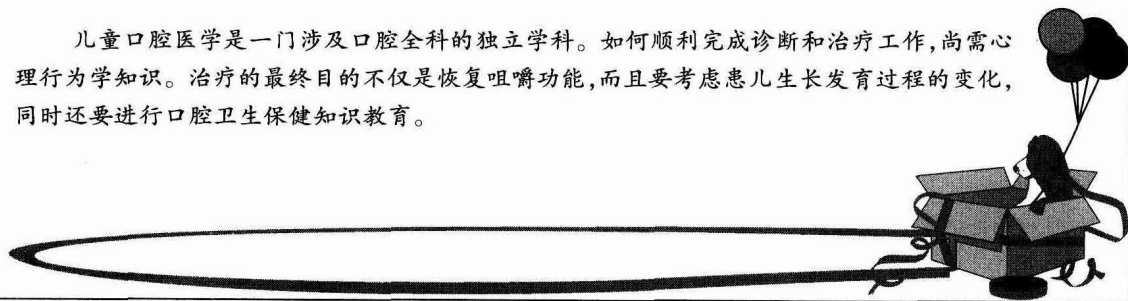 儿童口腔医学是一门涉及口腔全科的独立学科。如何顺利完成诊断和治疗工作,尚需心
理行为学知识。治疗的最终目的不仅是恢复咀嚼功能,而且要考虑患儿生长发育过程的变化,
同时还要进行口腔卫生保健知识教育。